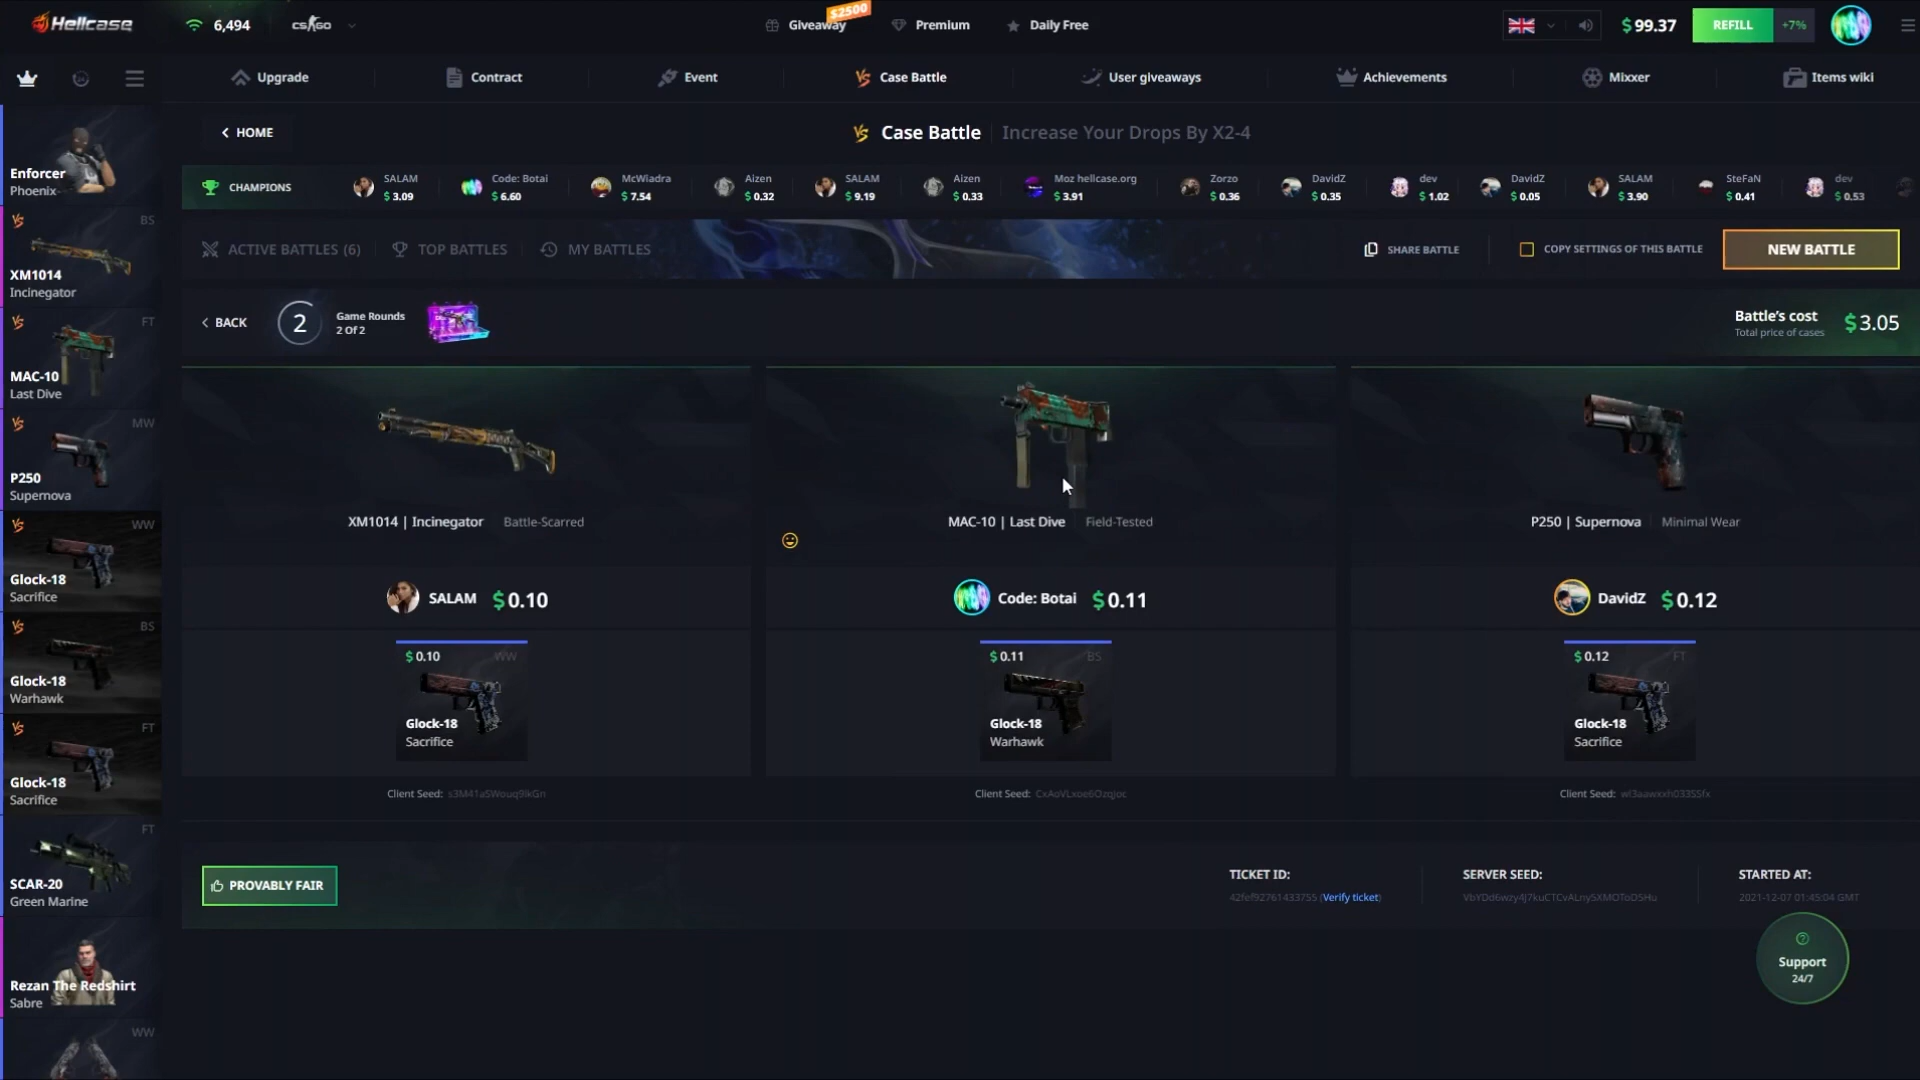 Hellcase
6,494
CS:GO
Giveaway
$2500
Premium
Daily Free
$ 99.37
REFILL
+7%
Upgrade
Contract
Event
Case Battle
User giveaways
Achievements
Mixxer
Items wiki
HOME
Case Battle
Increase Your Drops By X2-4
CHAMPIONS
SALAM
$ 3.09
Code: Botai
$ 6.60
McWiadra
$ 7.54
Aizen
$ 0.32
SALAM
$ 9.19
Aizen
$ 0.33
Moz hellcase.org
$ 3.91
Zorzo
$ 0.36
DavidZ
$ 0.35
dev
$ 1.02
DavidZ
$ 0.05
SALAM
$ 3.90
SteFaN
$ 0.41
dev
$ 0.53
ACTIVE BATTLES (6)
TOP BATTLES
MY BATTLES
SHARE BATTLE
COPY SETTINGS OF THIS BATTLE
NEW BATTLE
BACK
2
Game Rounds
2 Of 2
Battle's cost
Total price of cases
$3.05
Enforcer
Phoenix
BS
XM1014
Incinegator
FT
MAC-10
Last Dive
MW
P250
Supernova
WW
Glock-18
Sacrifice
BS
Glock-18
Warhawk
FT
Glock-18
Sacrifice
FT
SCAR-20
Green Marine
Rezan The Redshirt
Sabre
WW
XM1014 | Incinegator
Battle-Scarred
MAC-10 | Last Dive
Field-Tested
P250 | Supernova
Minimal Wear
SALAM
$0.10
Code: Botai
$0.11
DavidZ
$0.12
$ 0.10
WW
Glock-18
Sacrifice
$ 0.11
BS
Glock-18
Warhawk
$ 0.12
FT
Glock-18
Sacrifice
Client Seed:
Client Seed:
Client Seed:
PROVABLY FAIR
TICKET ID:
42fef92761433755 (Verify ticket)
SERVER SEED:
STARTED AT:
2021-12-07 01:45:04 GMT
Support
24/7